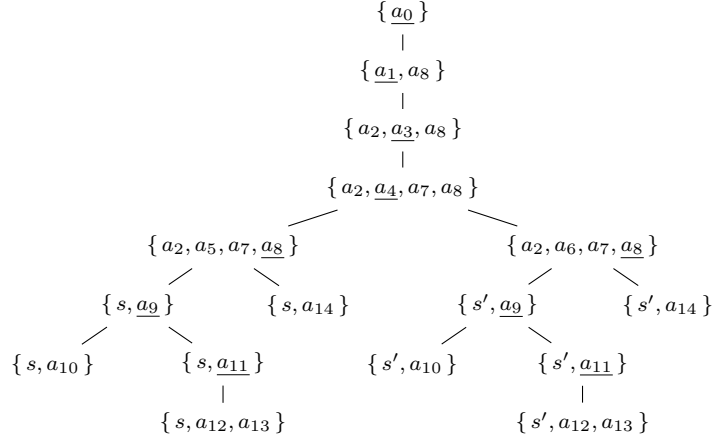 { a₀ }
{ a₁, a₈ }
{ a₂, a₃, a₈ }
{ a₂, a₄, a₇, a₈ }
{ a₂, a₅, a₇, a₈ } { a₂, a₆, a₇, a₈ }
{ s, a₉ } { s, a₁₄ } { s′, a₉ } { s′, a₁₄ }
{ s, a₁₀ } { s, a₁₁ } { s′, a₁₀ } { s′, a₁₁ }
{ s, a₁₂, a₁₃ } { s′, a₁₂, a₁₃ }